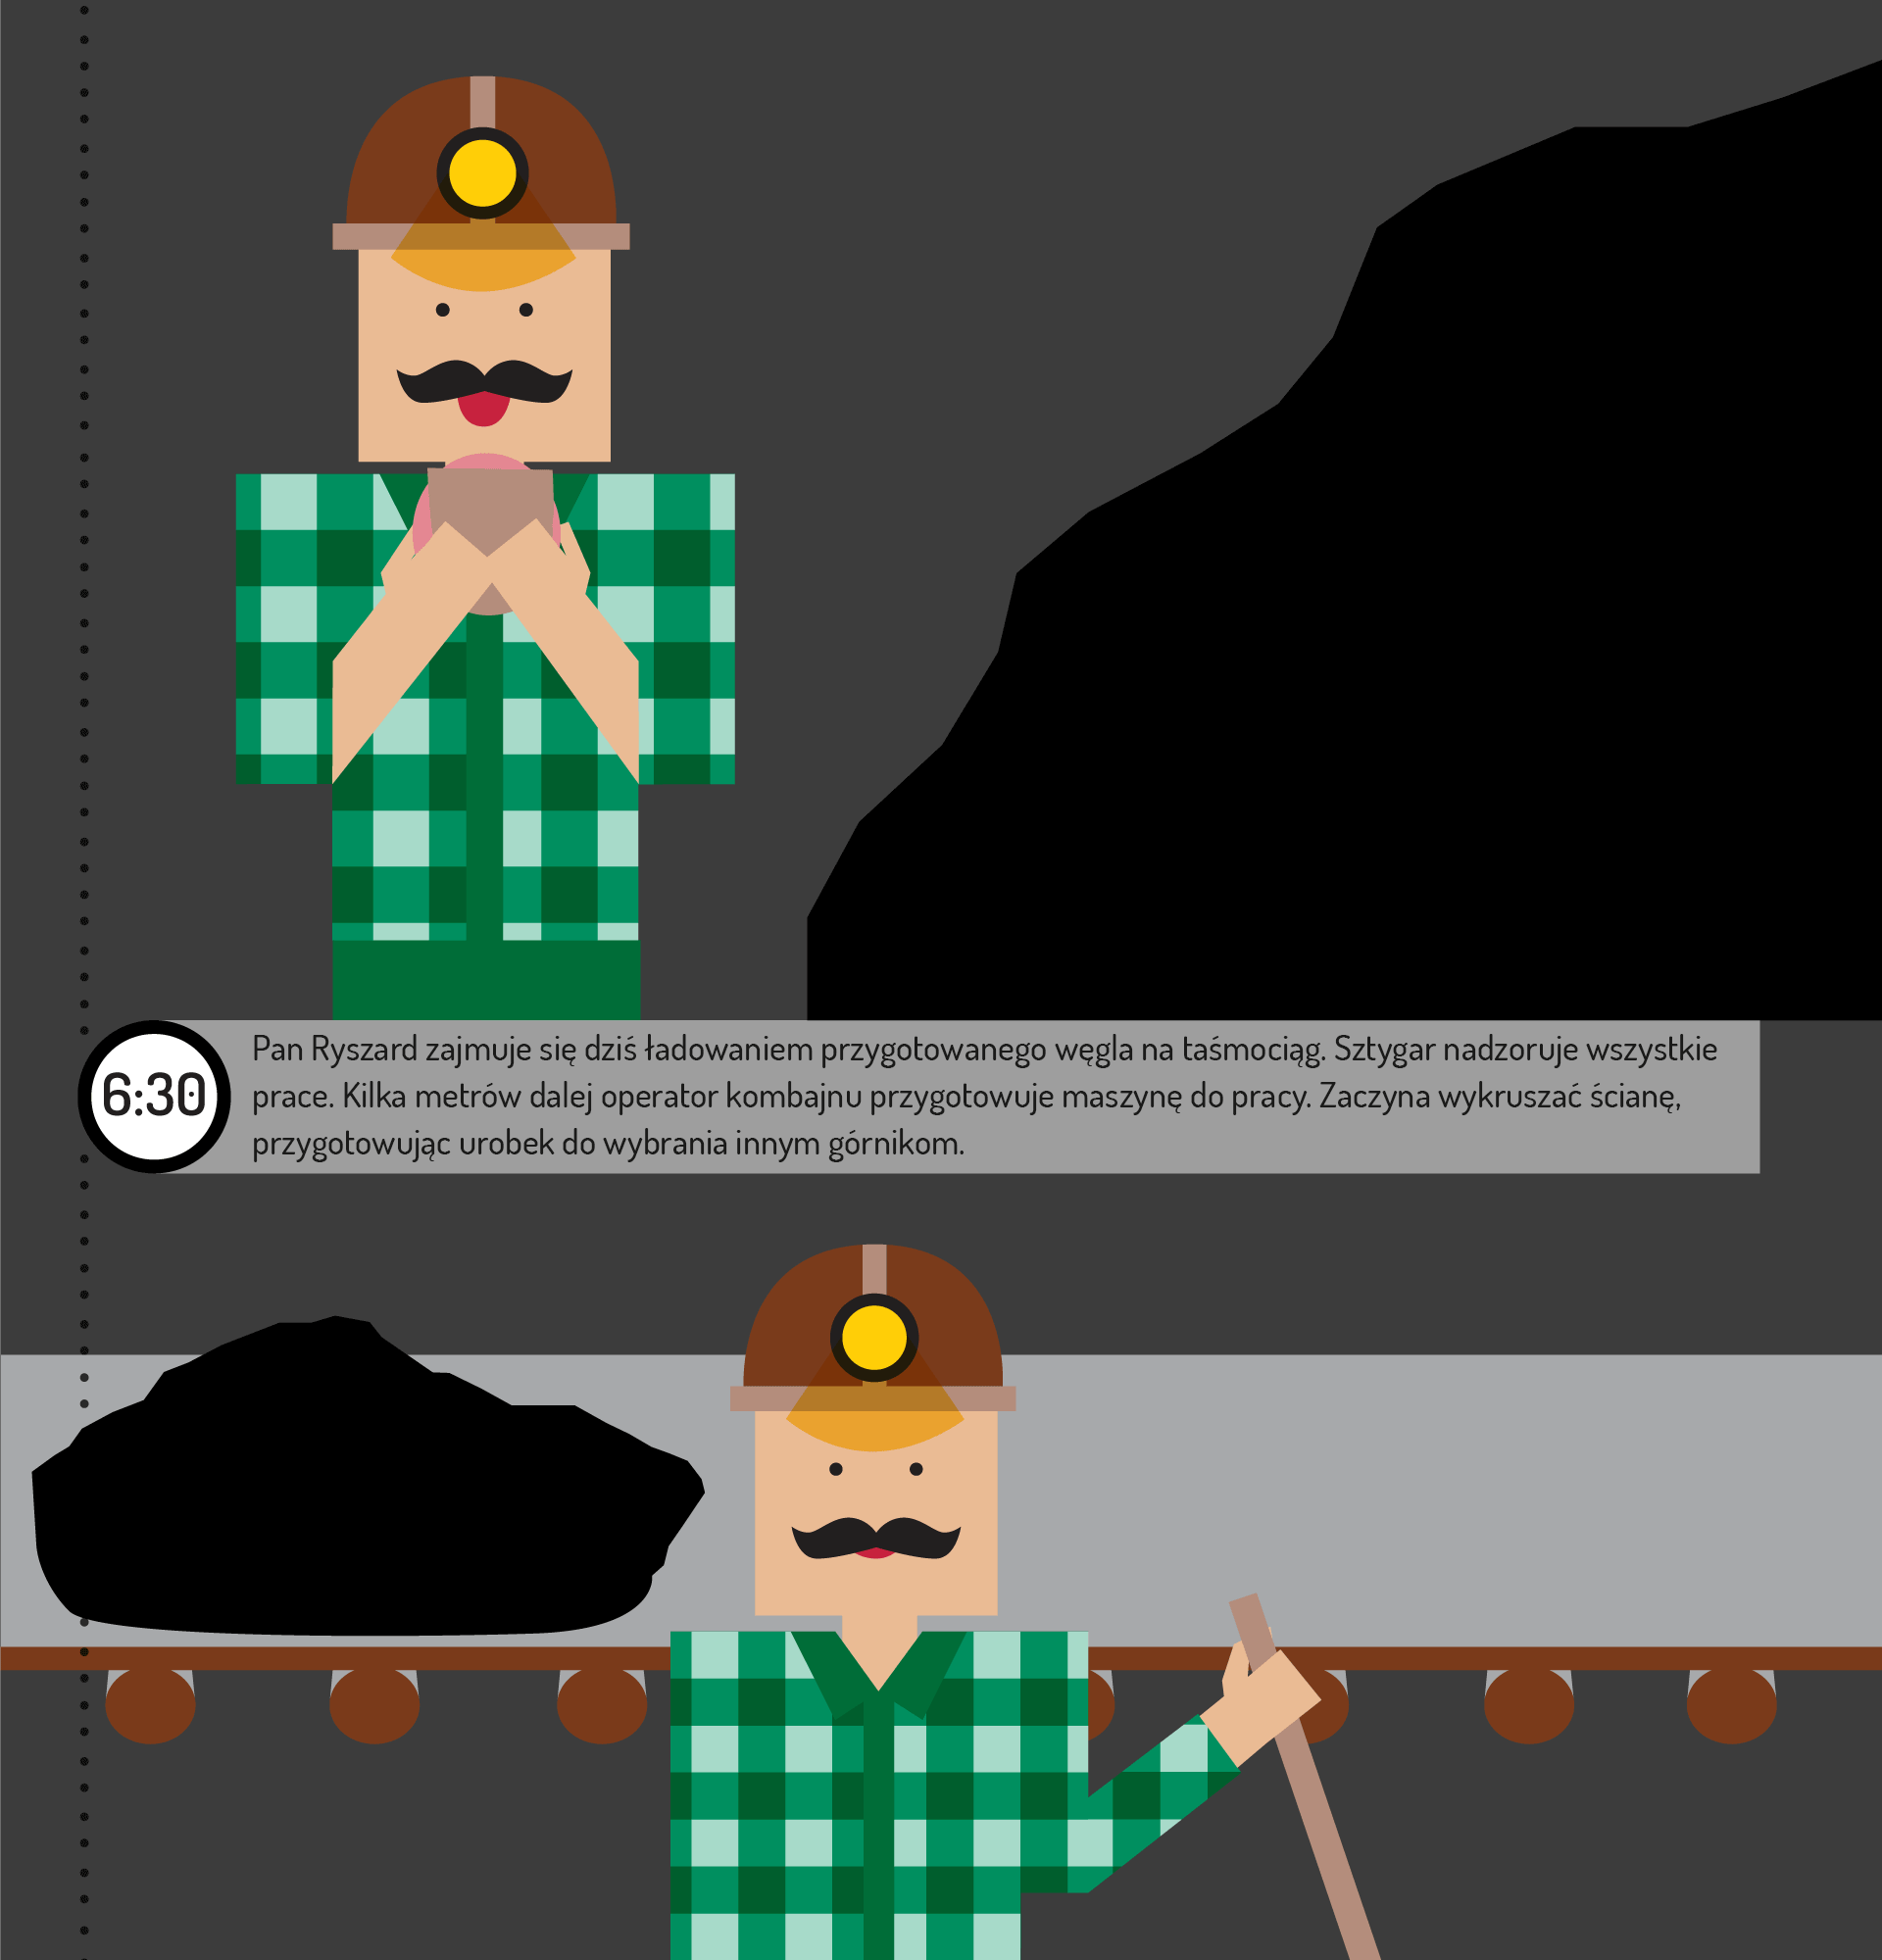 6:30
Pan Ryszard zajmuje się dziś ładowaniem przygotowanego węgla na taśmociąg. Sztygar nadzoruje wszystkie
prace. Kilka metrów dalej operator kombajnu przygotowuje maszynę do pracy. Zaczyna wykruszać ścianę,
przygotowując urobek do wybrania innym górnikom.